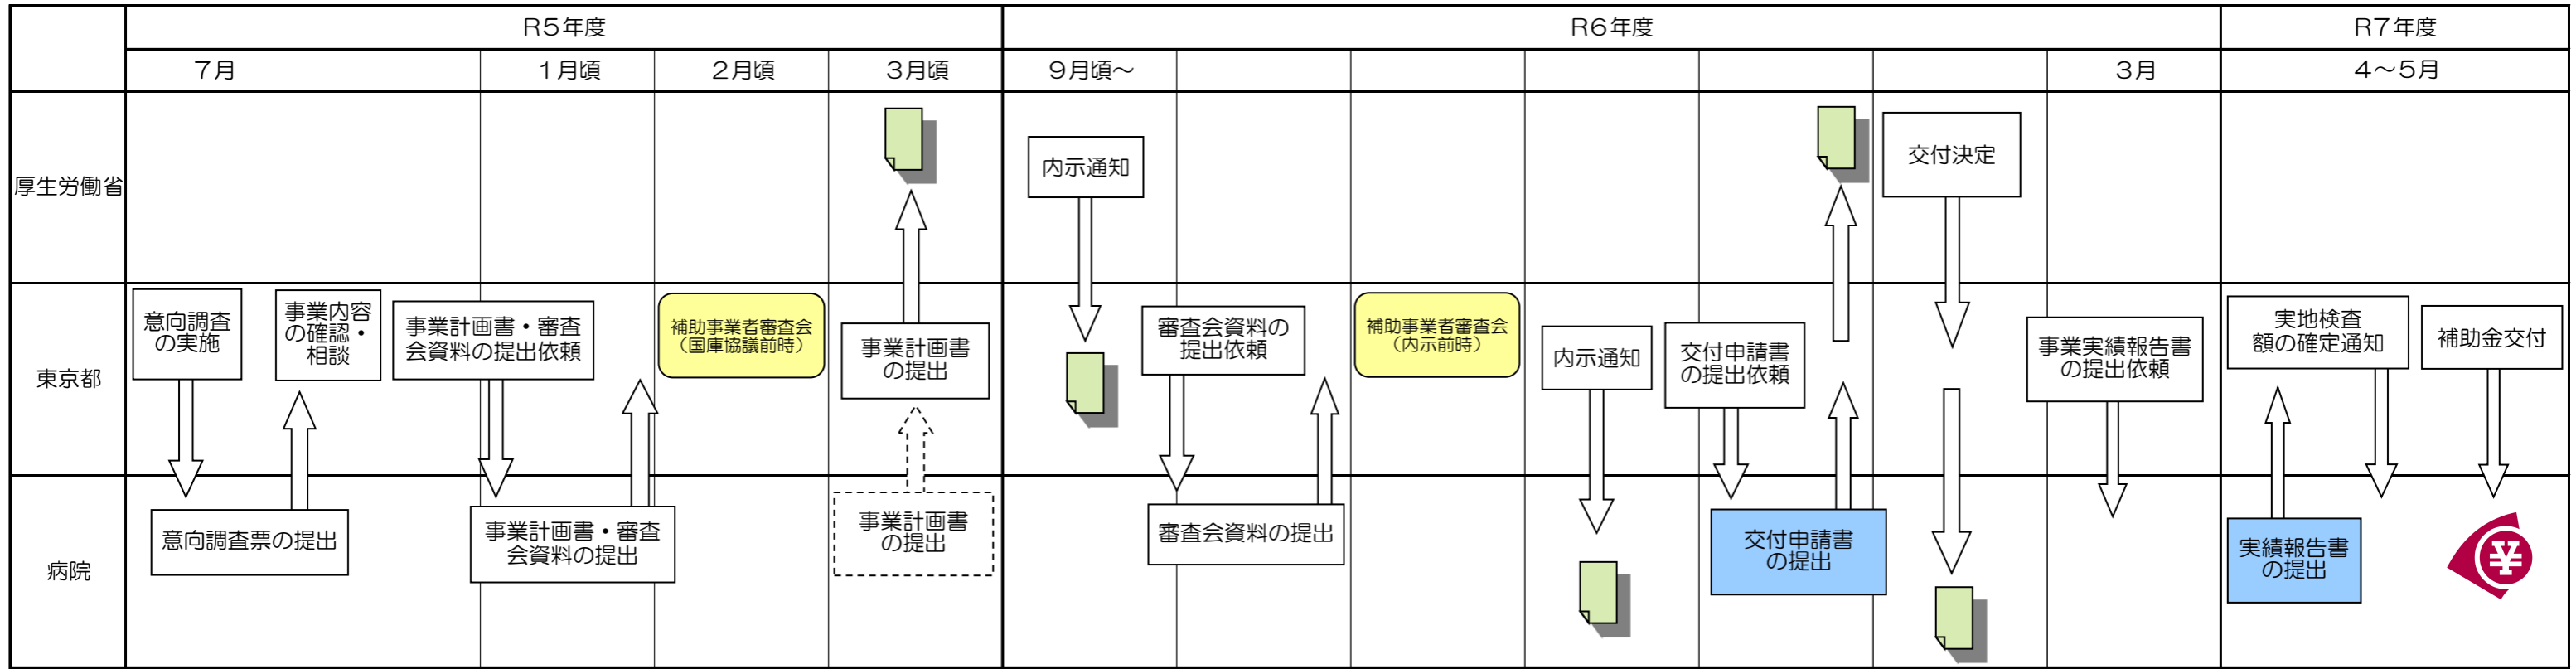 R5年度
R6年度
R7年度
7月
1月頃
2月頃
3月頃
9月頃～
3月
4～5月
厚生労働省
内示通知
交付決定
東京都
意向調査
の実施
事業内容
の確認・
相談
事業計画書・審査
会資料の提出依頼
補助事業者審査会
（国庫協議前時）
事業計画書
の提出
審査会資料の
提出依頼
補助事業者審査会
（内示前時）
内示通知
交付申請書
の提出依頼
事業実績報告書
の提出依頼
実地検査
額の確定通知
補助金交付
病院
意向調査票の提出
事業計画書・審査
会資料の提出
事業計画書
の提出
審査会資料の提出
交付申請書
の提出
実績報告書
の提出
¥